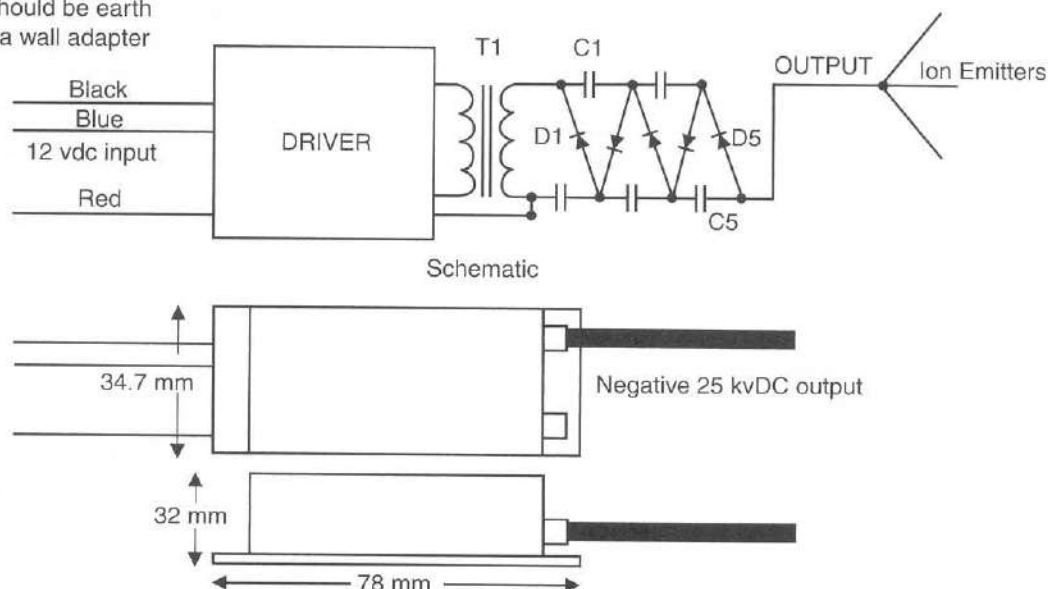 hould be earth
a wall adapter
T1
C1
OUTPUT
Ion Emitters
Black
Blue
12 vdc input
DRIVER
D1
D5
Red
C5
Schematic
34.7 mm
Negative 25 kvDC output
32 mm
78 mm